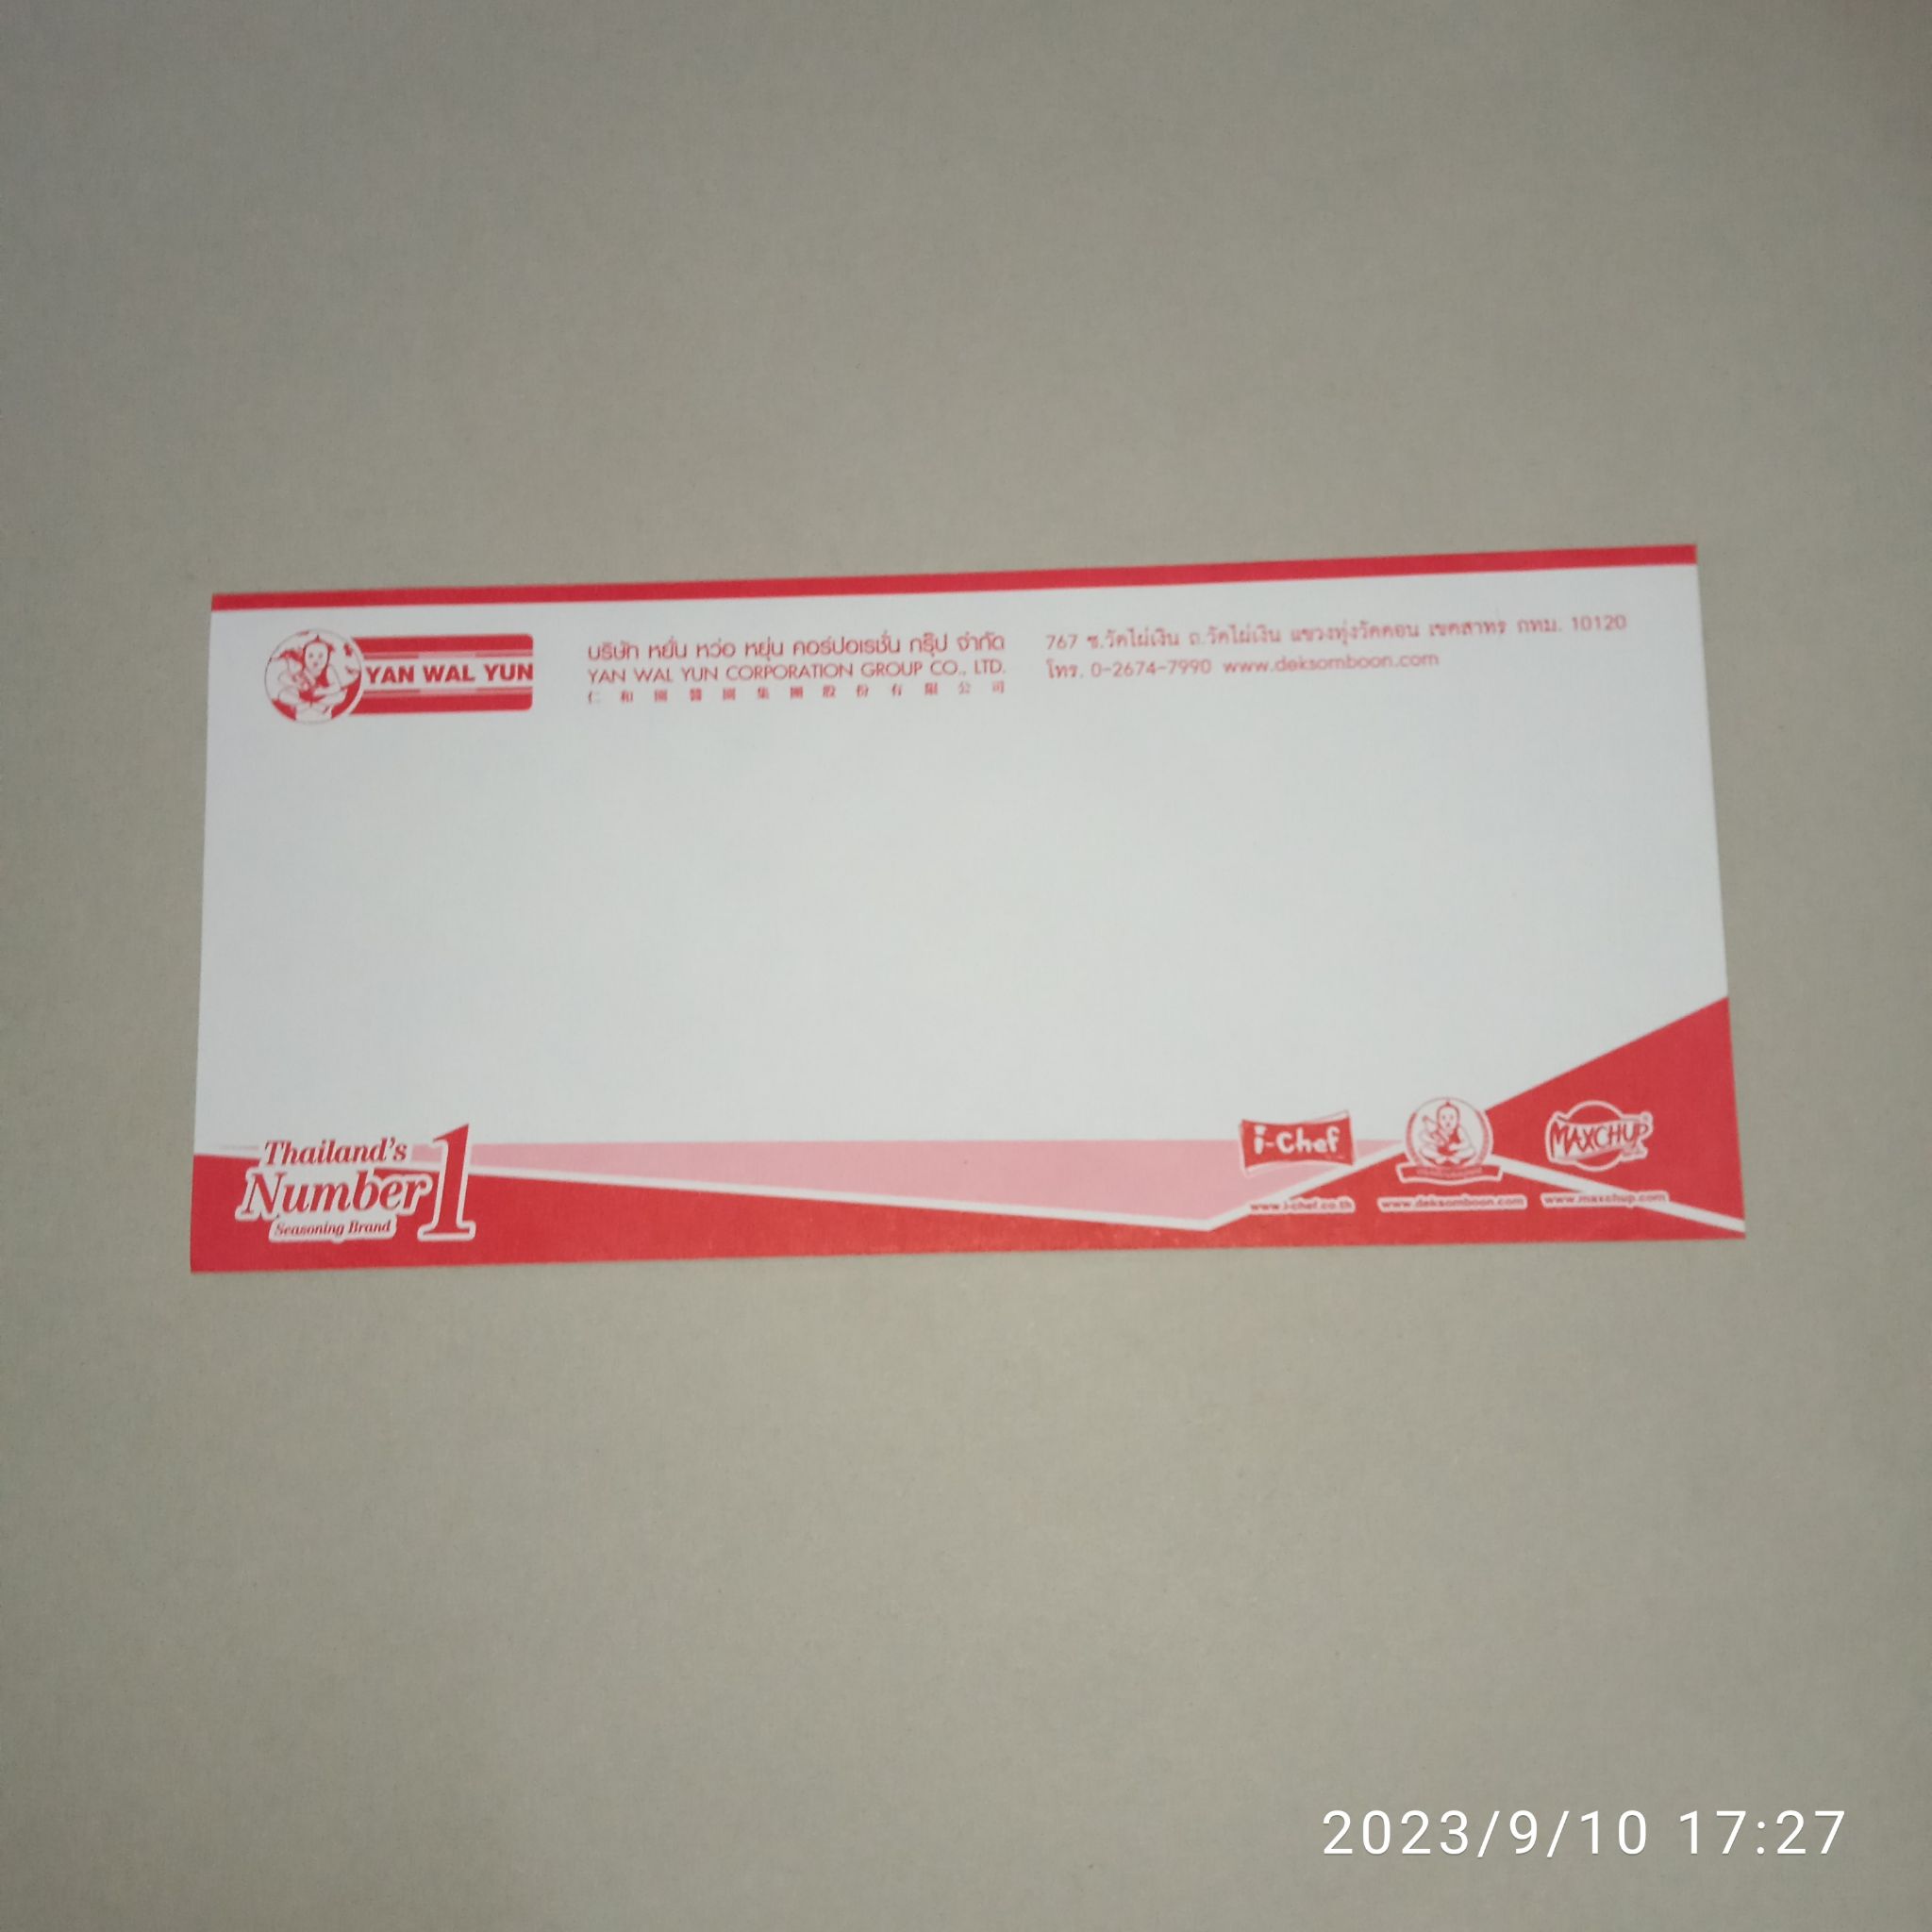 YAN WAL YUN
บริษัท หยั่น หว่อ หยุ่น คอร์ปอเรชั่น กรุ๊ป จำกัด
YAN WAL YUN CORPORATION GROUP CO., LTD.
仁 和 園 醬 園 集 團 股 份 有 限 公 司
767 ซ.วัดไผ่เงิน ถ.วัดไผ่เงิน แขวงทุ่งวัดดอน เขตสาทร กทม. 10120
โทร. 0-2674-7990 www.deksomboon.com
Thailand's
Number 1
Seasoning Brand
i-Chef
MAXCHUP
www.i-chef.co.th
www.deksomboon.com
www.maxchup.com
2023/9/10 17:27